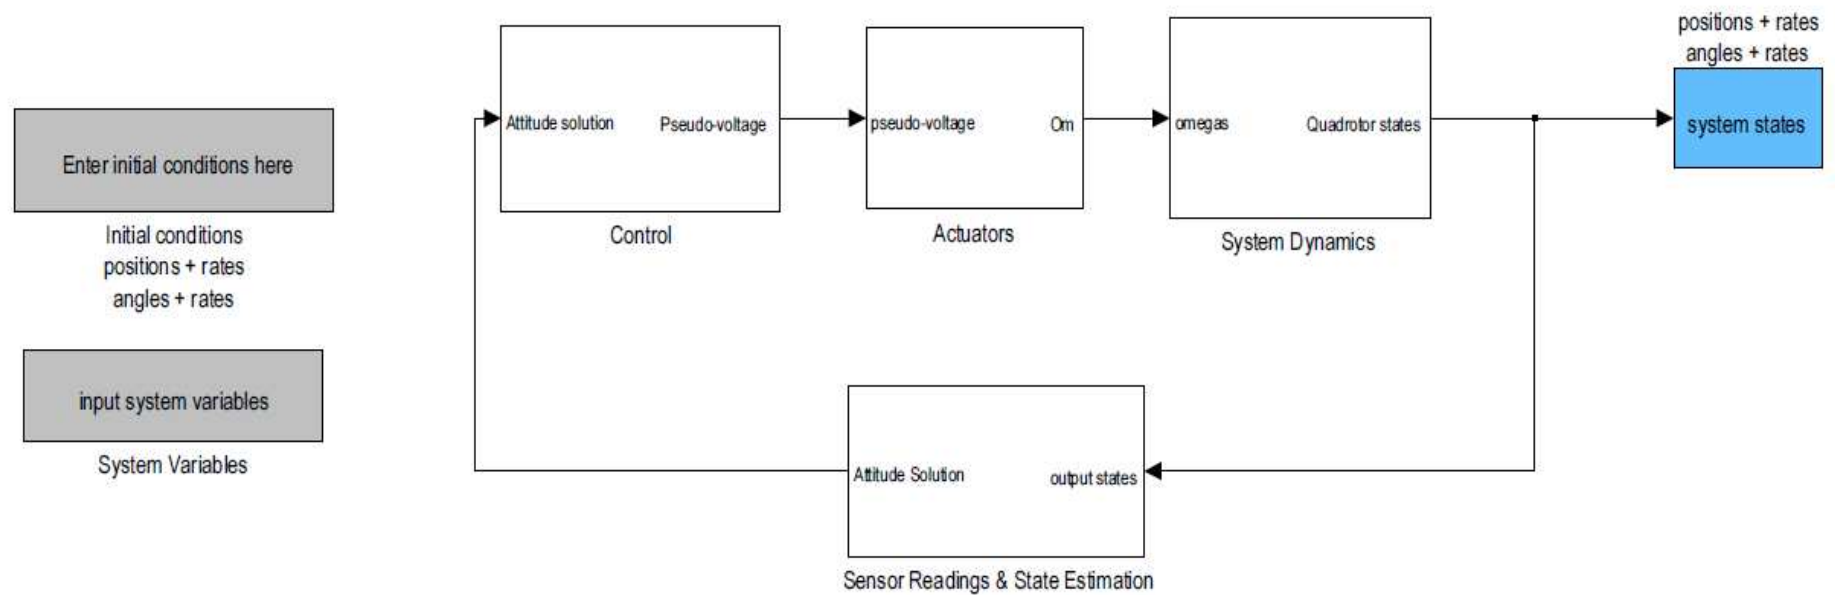 positions + rates
angles + rates
system states
Attitude solution
Pseudo-voltage
Control
pseudo-voltage
Om
Actuators
omegas
Quadrotor states
System Dynamics
Enter initial conditions here
Initial conditions
positions + rates
angles + rates
input system variables
System Variables
Attitude Solution
output states
Sensor Readings & State Estimation